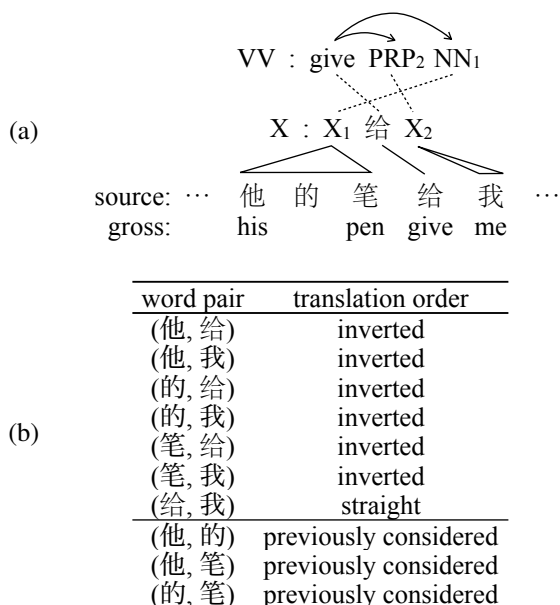 VV : give PRP₂ NN₁
(a)
X : X₁ 给 X₂
source: ··· 他 的 笔 给 我 ···
gross: his pen give me
word pair translation order
(他, 给) inverted
(他, 我) inverted
(的, 给) inverted
(的, 我) inverted
(b)
(笔, 给) inverted
(笔, 我) inverted
(给, 我) straight
(他, 的) previously considered
(他, 笔) previously considered
(的, 笔) previously considered